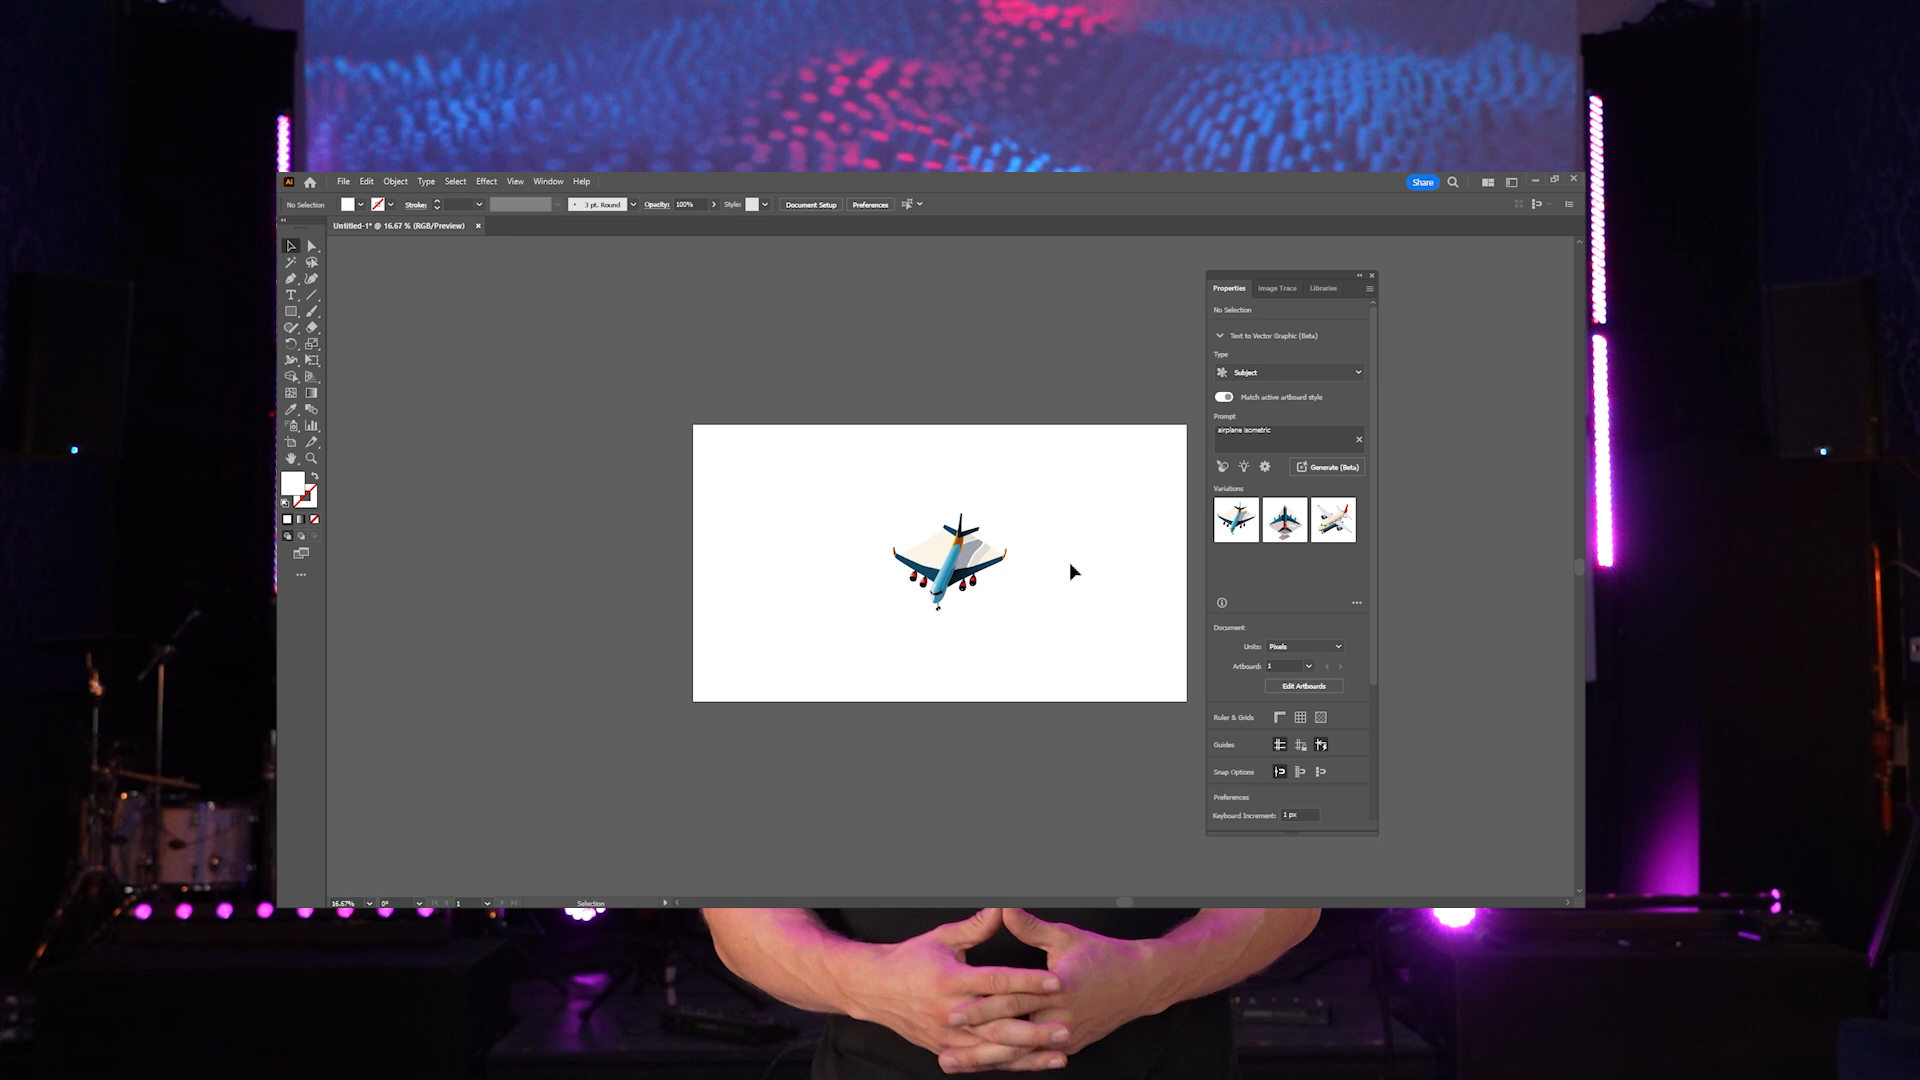 Ai File Edit Object Type Select Effect View Window Help Share
No Selection Stroke: 3 pt. Round Opacity: 100% Style: Document Setup Preferences
Untitled-1* @ 16.67 % (RGB/Preview) ×
Properties Image Trace Libraries
No Selection
Text to Vector Graphic (Beta)
Type
Subject
Match active artboard style
Prompt
airplane isometric
Generate (Beta)
Variations
Document
Units: Pixels
Artboard: 1
Edit Artboards
Ruler & Grids
Guides
Snap Options
Preferences
Keyboard Increment: 1 px
16.67% 0° 1 Selection